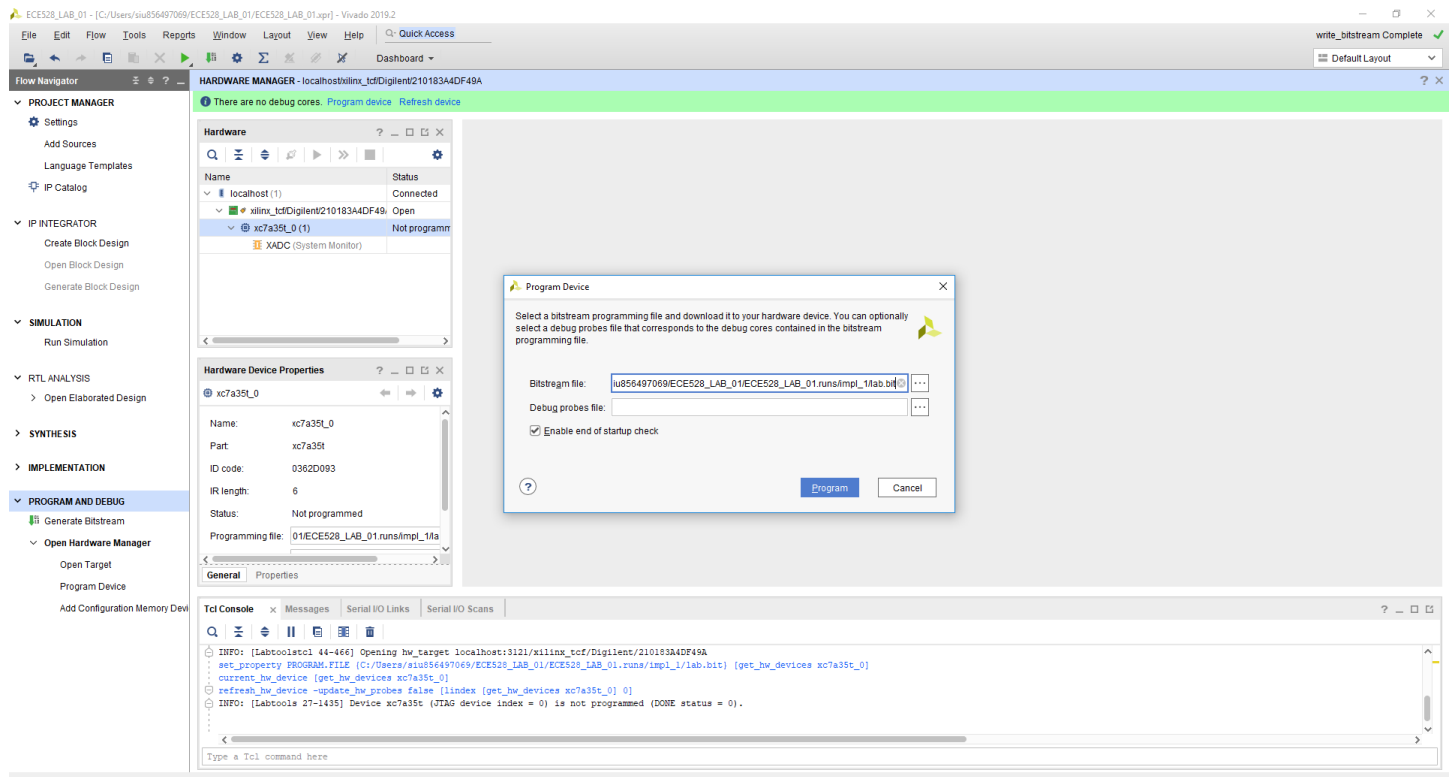 ECE528_LAB_01 - [C:/Users/siu856497069/ECE528_LAB_01/ECE528_LAB_01.xpr] - Vivado 2019.2
File Edit Flow Tools Reports Window Layout View Help Quick Access
write_bitstream Complete
Dashboard
Default Layout
Flow Navigator
PROJECT MANAGER
Settings
Add Sources
Language Templates
IP Catalog
IP INTEGRATOR
Create Block Design
Open Block Design
Generate Block Design
SIMULATION
Run Simulation
RTL ANALYSIS
Open Elaborated Design
SYNTHESIS
IMPLEMENTATION
PROGRAM AND DEBUG
Generate Bitstream
Open Hardware Manager
Open Target
Program Device
Add Configuration Memory Devi
HARDWARE MANAGER - localhost/xilinx_tcf/Digilent/210183A4DF49A
There are no debug cores. Program device Refresh device
Hardware
Name Status
localhost (1) Connected
xilinx_tcf/Digilent/210183A4DF49A Open
xc7a35t_0 (1) Not programm
XADC (System Monitor)
Hardware Device Properties
xc7a35t_0
Name: xc7a35t_0
Part: xc7a35t
ID code: 0362D093
IR length: 6
Status: Not programmed
Programming file: 01/ECE528_LAB_01.runs/impl_1/la
General Properties
Program Device
Select a bitstream programming file and download it to your hardware device. You can optionally
select a debug probes file that corresponds to the debug cores contained in the bitstream
programming file.
Bitstream file: iu856497069/ECE528_LAB_01/ECE528_LAB_01.runs/impl_1/lab.bit
Debug probes file:
Enable end of startup check
Program Cancel
Tcl Console Messages Serial I/O Links Serial I/O Scans
INFO: [Labtoolstcl 44-466] Opening hw_target localhost:3121/xilinx_tcf/Digilent/210183A4DF49A
set_property PROGRAM.FILE {C:/Users/siu856497069/ECE528_LAB_01/ECE528_LAB_01.runs/impl_1/lab.bit} [get_hw_devices xc7a35t_0]
current_hw_device [get_hw_devices xc7a35t_0]
refresh_hw_device -update_hw_probes false [lindex [get_hw_devices xc7a35t_0] 0]
INFO: [Labtools 27-1435] Device xc7a35t (JTAG device index = 0) is not programmed (DONE status = 0).
Type a Tcl command here